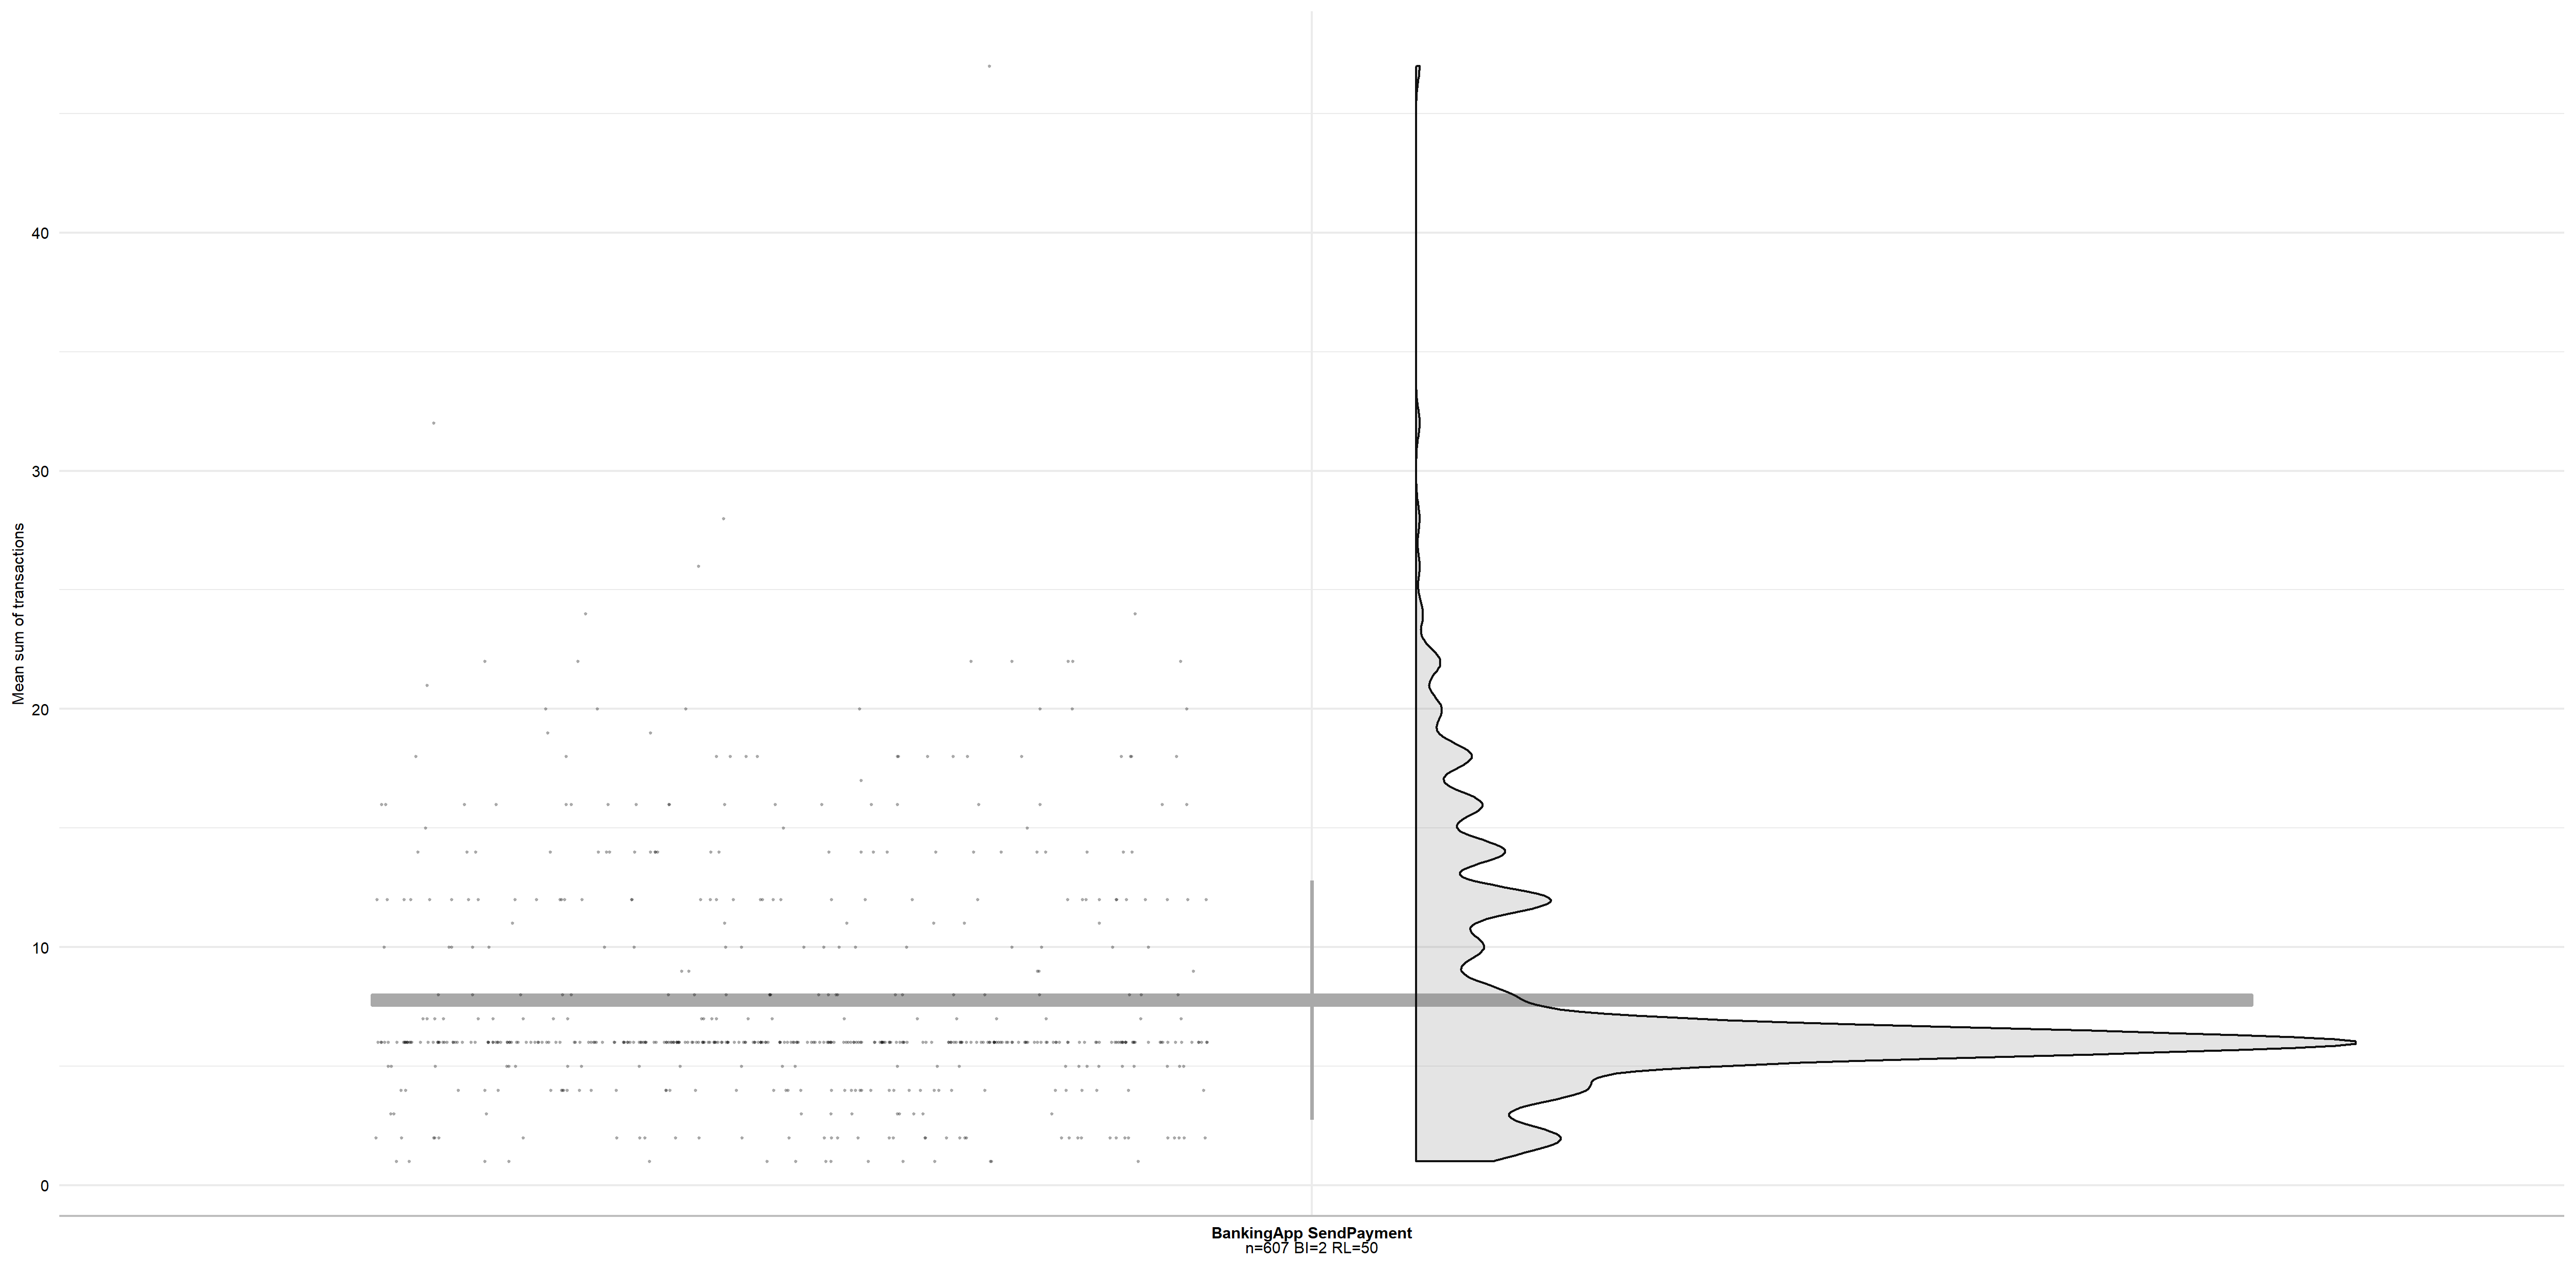 Mean sum of transactions
40
30
20
10
0
BankingApp SendPayment
n=607 BI=2 RL=50